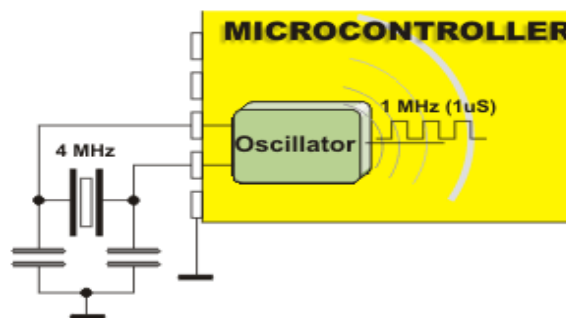 MICROCONTROLLER
1 MHz (1uS)
4 MHz
Oscillator